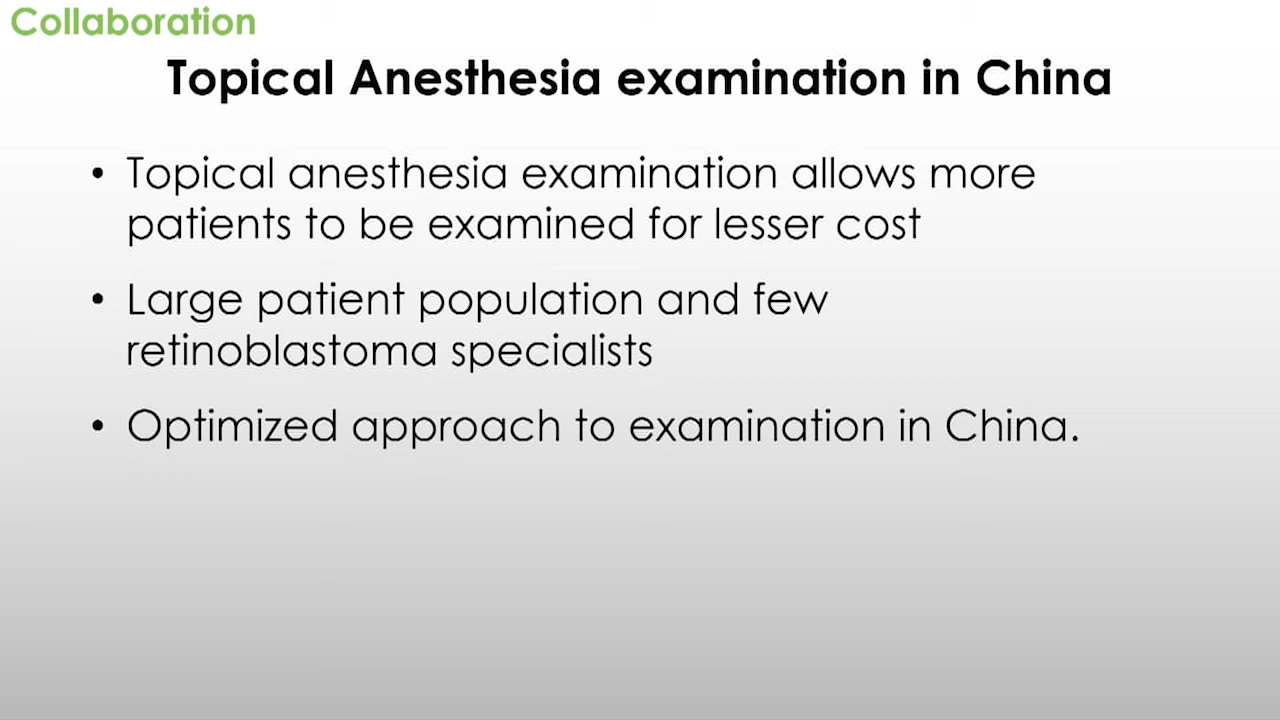 Collaboration
Topical Anesthesia examination in China
• Topical anesthesia examination allows more
patients to be examined for lesser cost
• Large patient population and few
retinoblastoma specialists
• Optimized approach to examination in China.